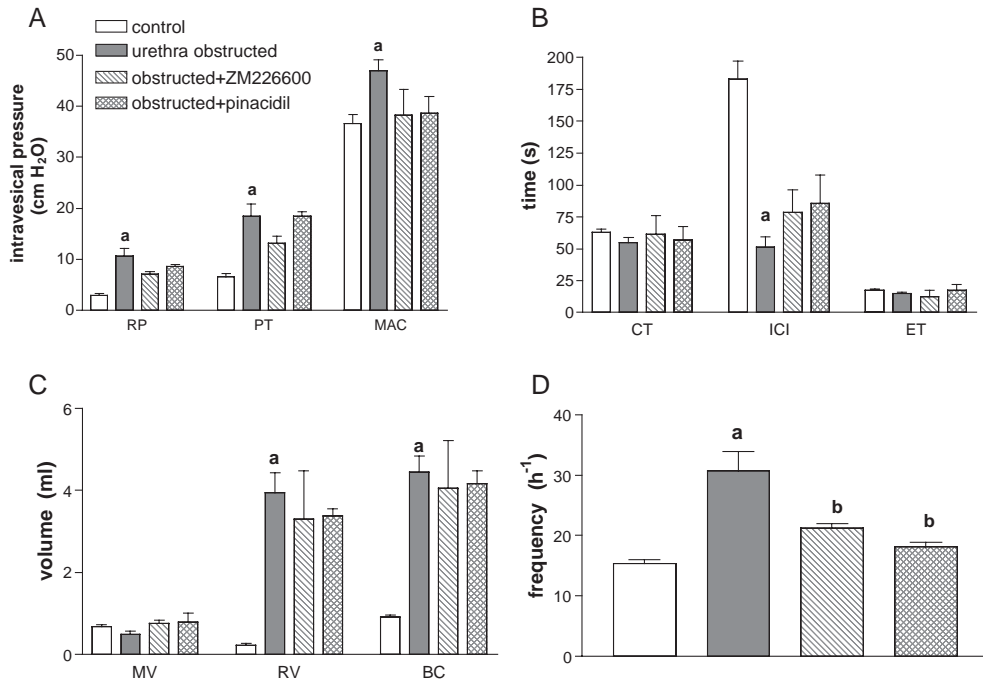 A
control
urethra obstructed
obstructed+ZM226600
obstructed+pinacidil
intravesical pressure
(cm H₂O)
50
40
30
20
10
0
a
a
a
RP
PT
MAC
B
time (s)
200
175
150
125
100
75
50
25
0
a
CT
ICI
ET
C
volume (ml)
6
4
2
0
a
a
MV
RV
BC
D
frequency (h⁻¹)
40
30
20
10
0
a
b
b